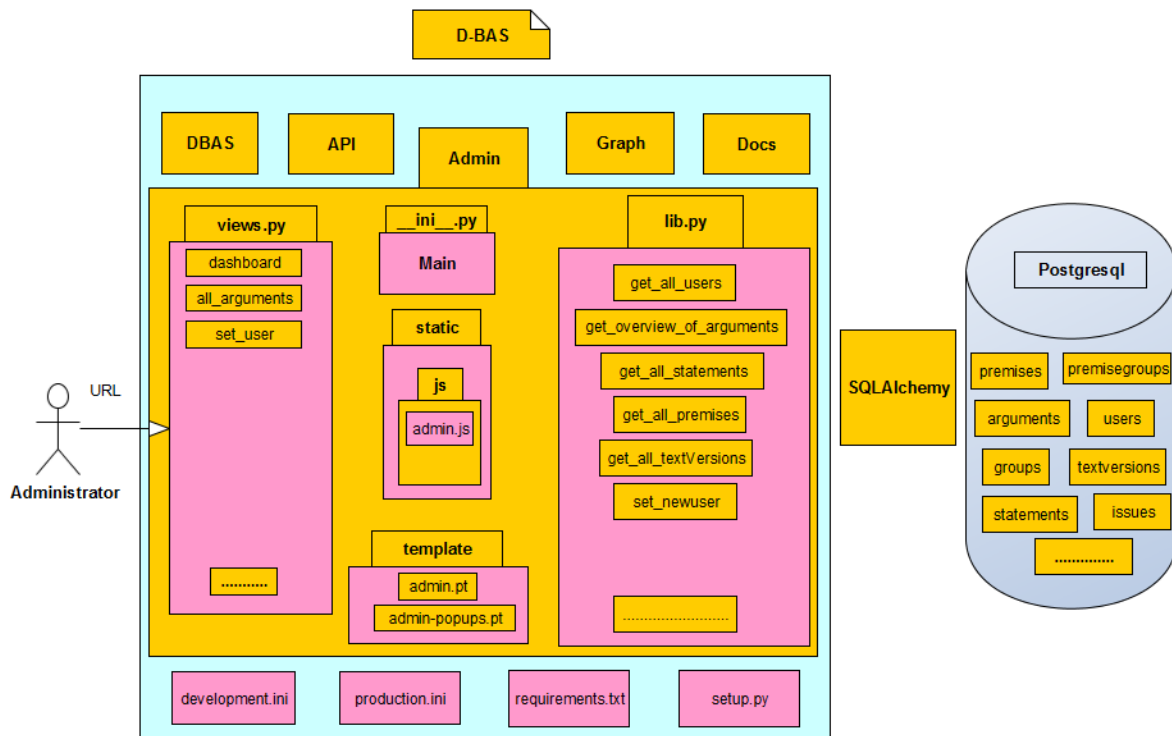 D-BAS
DBAS
API
Admin
Graph
Docs
views.py
dashboard
all_arguments
set_user
...........
__ini__.py
Main
static
js
admin.js
template
admin.pt
admin-popups.pt
lib.py
get_all_users
get_overview_of_arguments
get_all_statements
get_all_premises
get_all_textVersions
set_newuser
..........................
development.ini
production.ini
requirements.txt
setup.py
URL
Administrator
SQLAlchemy
Postgresql
premises
premisegroups
arguments
users
groups
textversions
statements
issues
..............